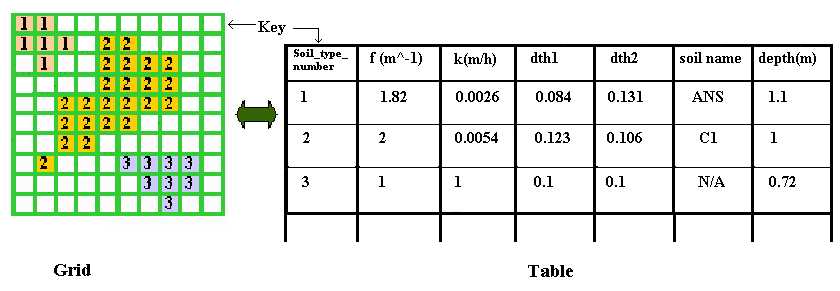 1 1
1 1 1 2 2
1 2 2 2 2
2 2 2 2
2 2 2 2 2 2
2 2 2 2
2 2
2 3 3 3 3
3 3 3
3
Grid
Key
Soil_type_
number f (m^-1) k(m/h) dth1 dth2 soil name depth(m)
1 1.82 0.0026 0.084 0.131 ANS 1.1
2 2 0.0054 0.123 0.106 C1 1
3 1 1 0.1 0.1 N/A 0.72
Table